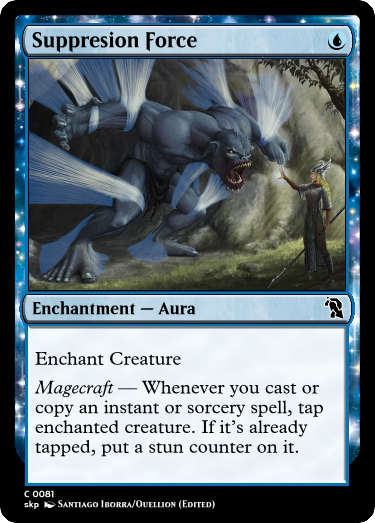 Suppresion Force
Enchantment — Aura
Enchant Creature
Magecraft — Whenever you cast or
copy an instant or sorcery spell, tap
enchanted creature. If it's already
tapped, put a stun counter on it.
C 0081
skp Santiago Iborra/Quellion (Edited)